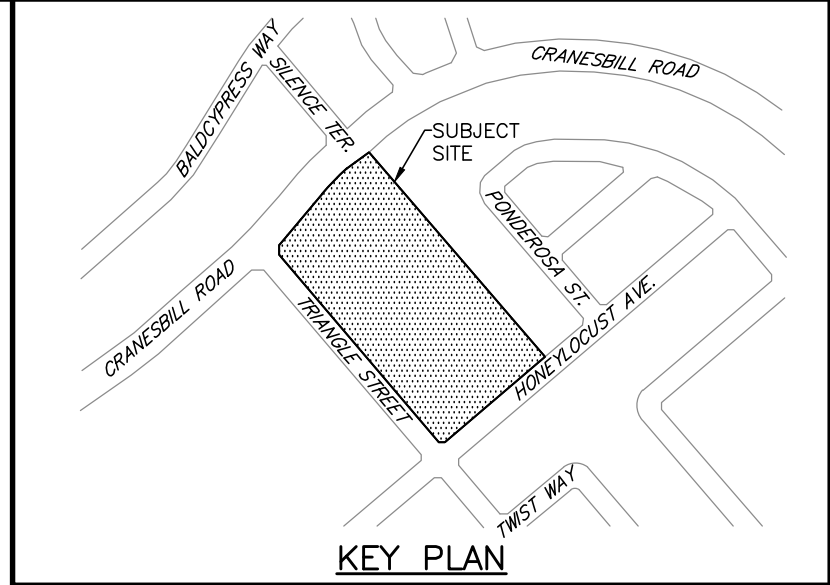 BALDCYPRESS WAY
SILENCE TER.
CRANESBILL ROAD
SUBJECT
SITE
PONDEROSA ST.
CRANESBILL ROAD
TRIANGLE STREET
HONEYLOCUST AVE.
TWIST WAY
KEY PLAN